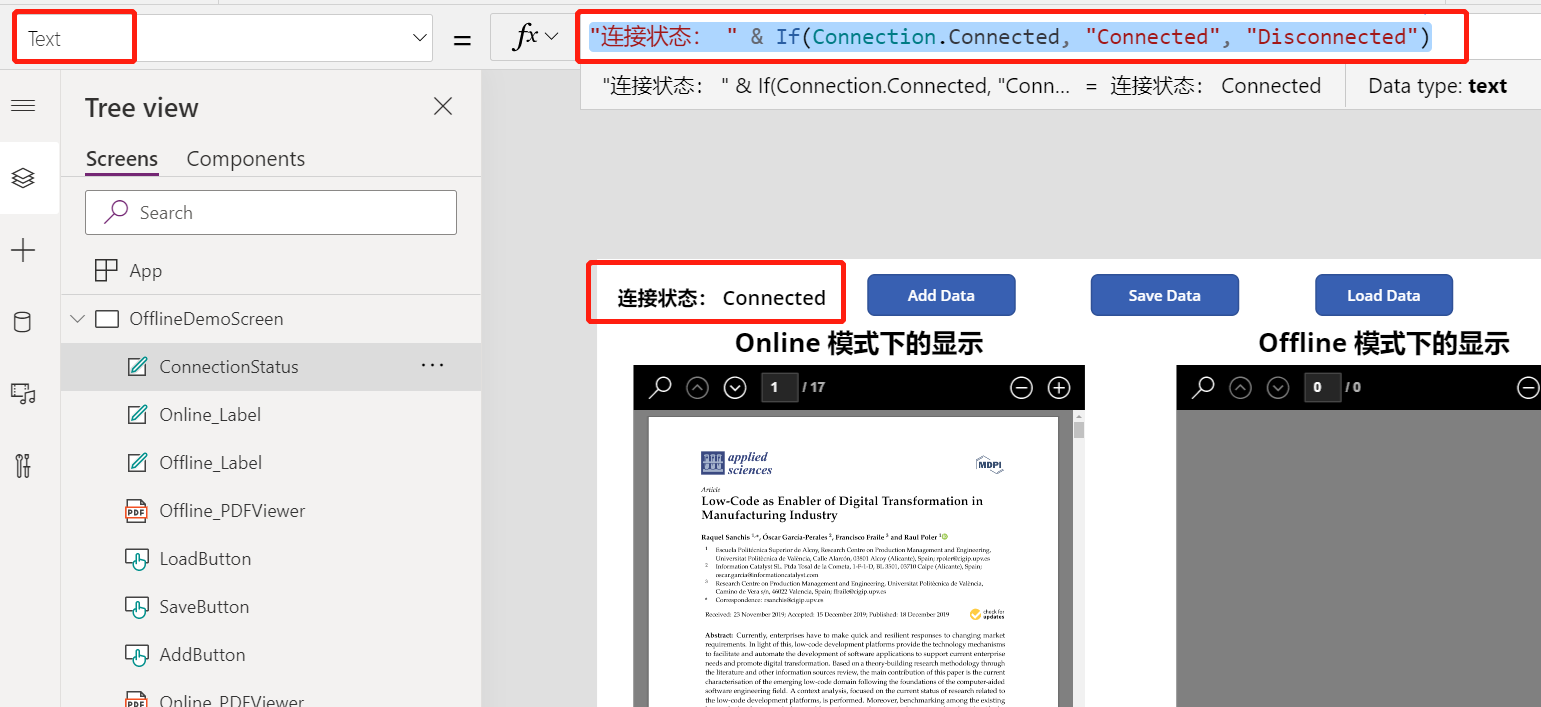 Text
=
fx
"连接状态： " & If(Connection.Connected, "Connected", "Disconnected")
"连接状态： " & If(Connection.Connected, "Conn... = 连接状态： Connected
Data type: text
Tree view
Screens
Components
Search
App
OfflineDemoScreen
ConnectionStatus
...
Online_Label
Offline_Label
Offline_PDFViewer
LoadButton
SaveButton
AddButton
Online_PDFViewer
连接状态： Connected
Add Data
Save Data
Load Data
Online 模式下的显示
Offline 模式下的显示
1 / 17
0 / 0
applied
sciences
MDPI
Article
Low-Code as Enabler of Digital Transformation in
Manufacturing Industry
Raquel Sanchis 1,*, Óscar García-Perales 2, Francisco Fraile 3 and Raul Poler 1
1 Escuela Politécnica Superior de Alcoy, Research Centre on Production Management and Engineering,
Universitat Politècnica de València, Calle Alarcón, 03801 Alcoy (Alicante), Spain; rpoler@cigip.upv.es
2 Information Catalyst SL. Ptda Tosal de la Cometa, 1-F-1-D, BL.3501, 03710 Calpe (Alicante), Spain;
oscar.garcia@informationcatalyst.com
3 Research Centre on Production Management and Engineering, Universitat Politècnica de València,
Camino de Vera s/n, 46022 Valencia, Spain; ffraile@cigip.upv.es
* Correspondence: rsanchis@cigip.upv.es
Received: 23 November 2019; Accepted: 15 December 2019; Published: 18 December 2019
check for
updates
Abstract: Currently, enterprises have to make quick and resilient responses to changing market
requirements. In light of this, low-code development platforms provide the technology mechanisms
to facilitate and automate the development of software applications to support current enterprise
needs and promote digital transformation. Based on a theory-building research methodology through
the literature and other information sources review, the main contribution of this paper is the current
characterisation of the emerging low-code domain following the foundations of the computer-aided
software engineering field. A context analysis, focused on the current status of research related to
the low-code development platforms, is performed. Moreover, benchmarking among the existing